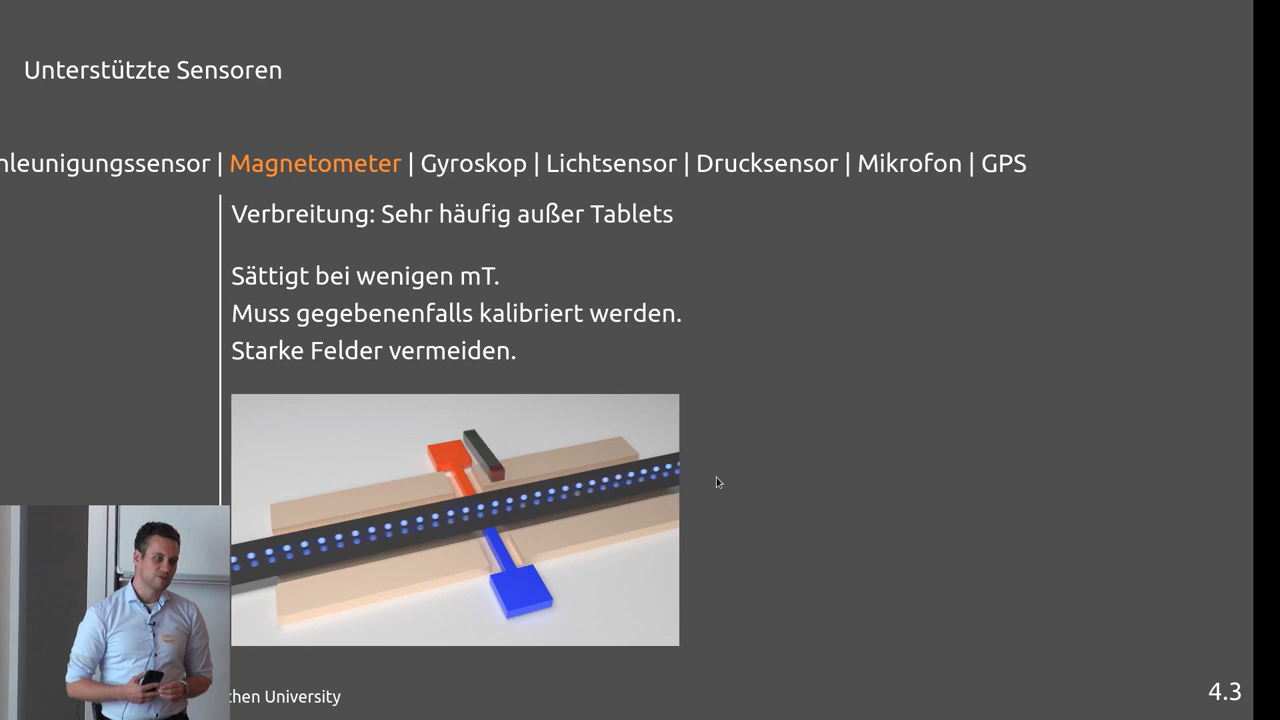 Unterstützte Sensoren
hleunigungssensor | Magnetometer | Gyroskop | Lichtsensor | Drucksensor | Mikrofon | GPS
Verbreitung: Sehr häufig außer Tablets
Sättigt bei wenigen mT.
Muss gegebenenfalls kalibriert werden.
Starke Felder vermeiden.
chen University
4.3